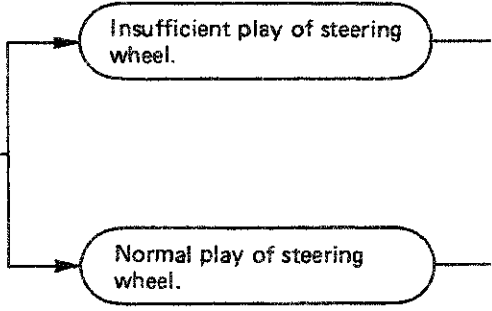 Insufficient play of steering
wheel.
Normal play of steering
wheel.